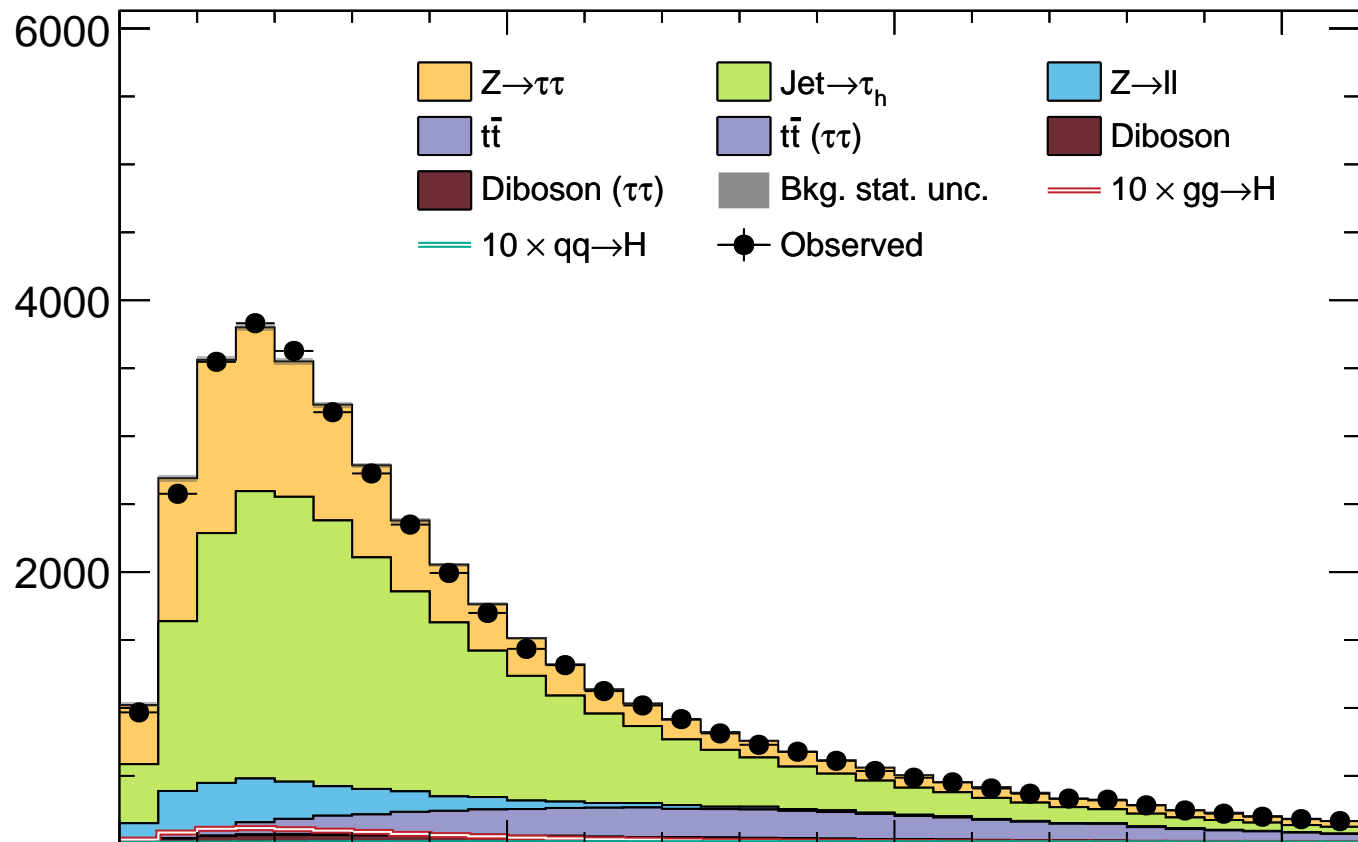 6000
Z→ττ Jet→τ_h Z→ll
tt̄ tt̄ (ττ) Diboson
Diboson (ττ) Bkg. stat. unc. 10 × gg→H
10 × qq→H Observed
4000
2000